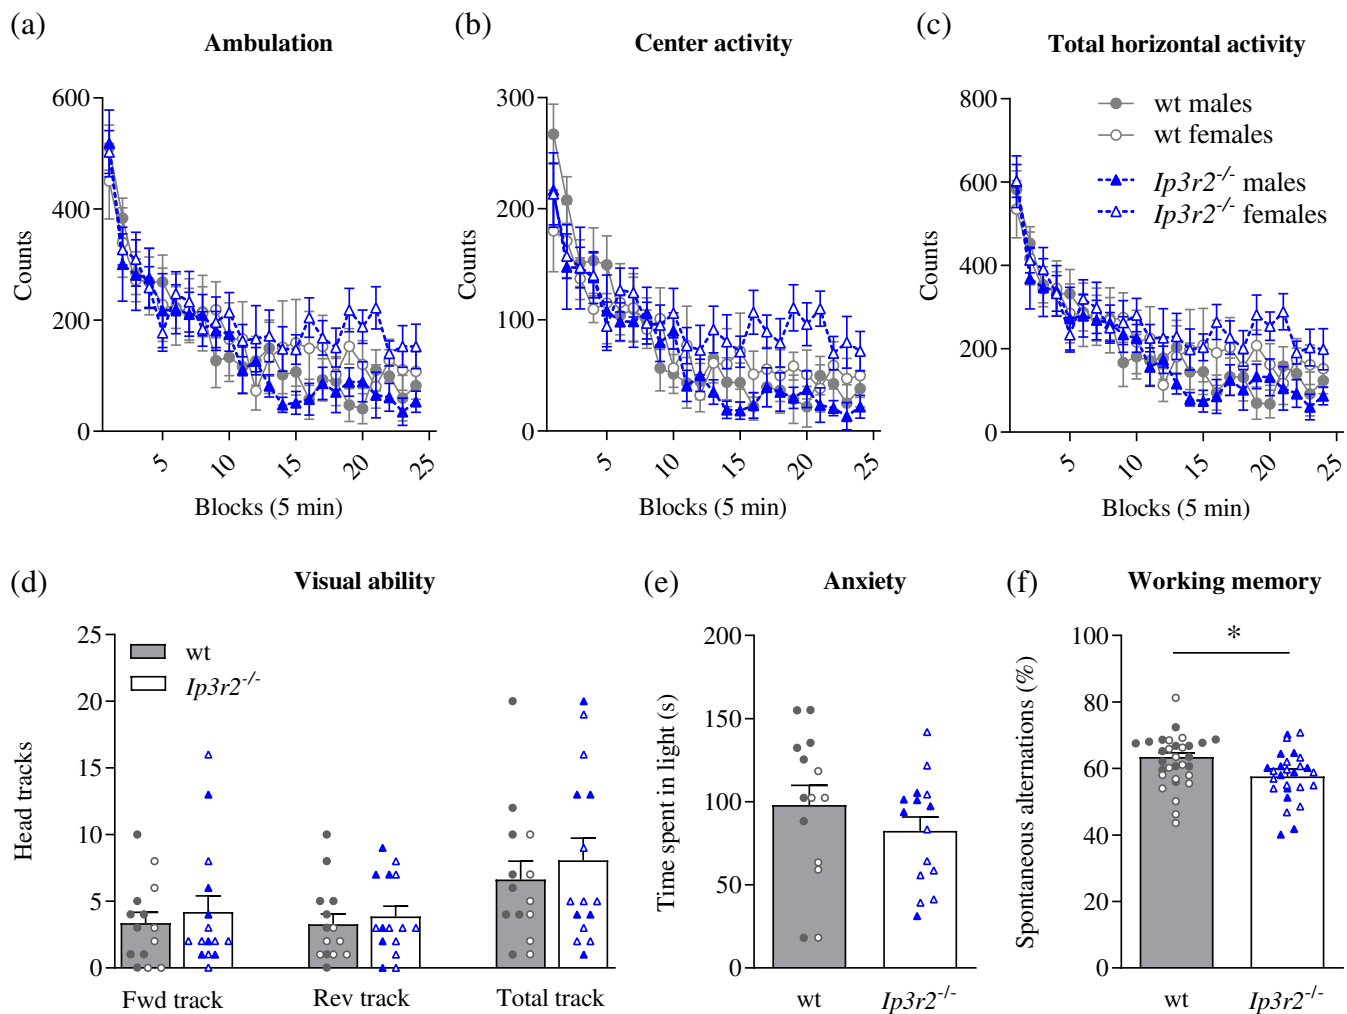 (a) Ambulation
600
400
200
0
Counts
5 10 15 20 25
Blocks (5 min)
(b) Center activity
300
200
100
0
Counts
5 10 15 20 25
Blocks (5 min)
(c) Total horizontal activity
800
600
400
200
0
Counts
wt males
wt females
Ip3r2-/- males
Ip3r2-/- females
5 10 15 20 25
Blocks (5 min)
(d) Visual ability
25
20
15
10
5
0
Head tracks
wt
Ip3r2-/-
Fwd track Rev track Total track
(e) Anxiety
200
150
100
50
0
Time spent in light (s)
wt Ip3r2-/-
(f) Working memory
100
80
60
40
20
0
Spontaneous alternations (%)
*
wt Ip3r2-/-